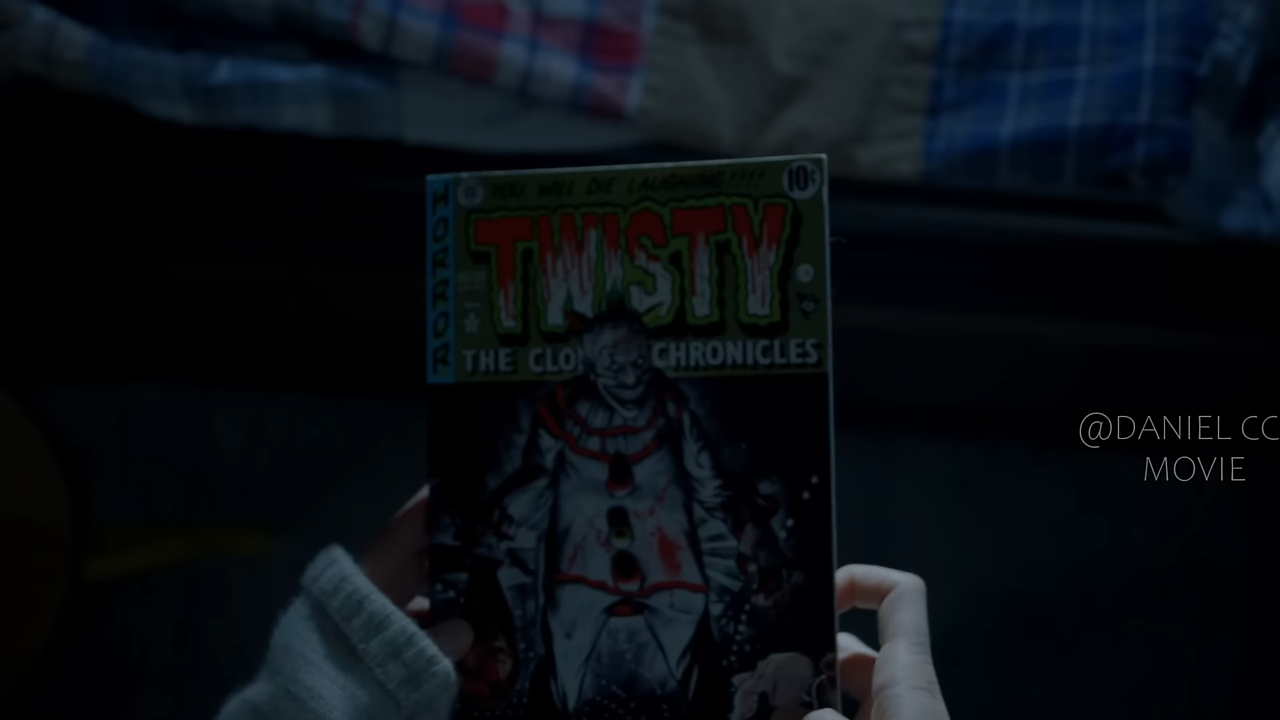 YOU WILL DIE LAUGHING!!!!
10¢
HORROR
TWISTY
THE CLO CHRONICLES
@DANIEL CC
MOVIE